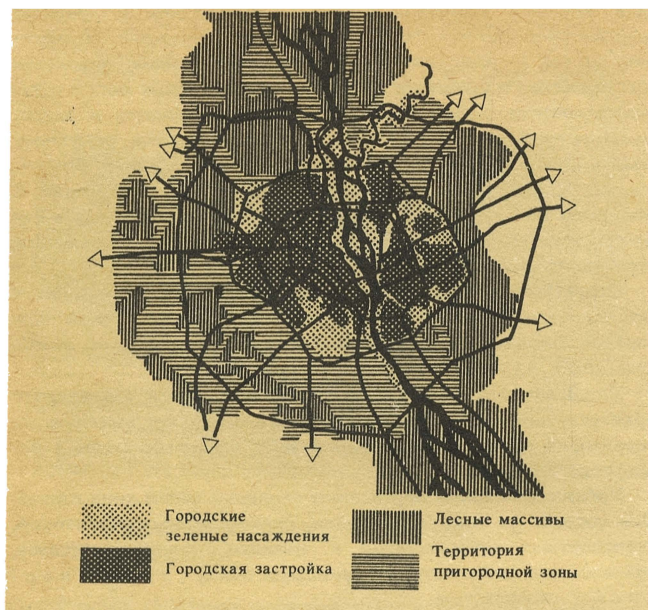 Городские
зеленые насаждения
Городская застройка
Лесные массивы
Территория
пригородной зоны